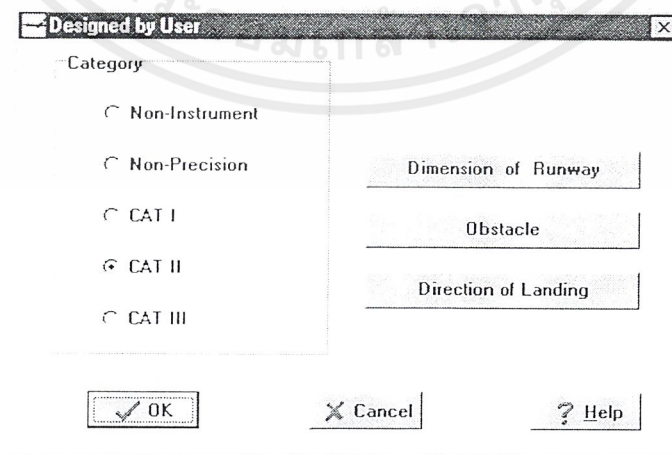 Designed by User
Category
Non-Instrument
Non-Precision
CAT I
CAT II
CAT III
Dimension of Runway
Obstacle
Direction of Landing
OK
Cancel
? Help